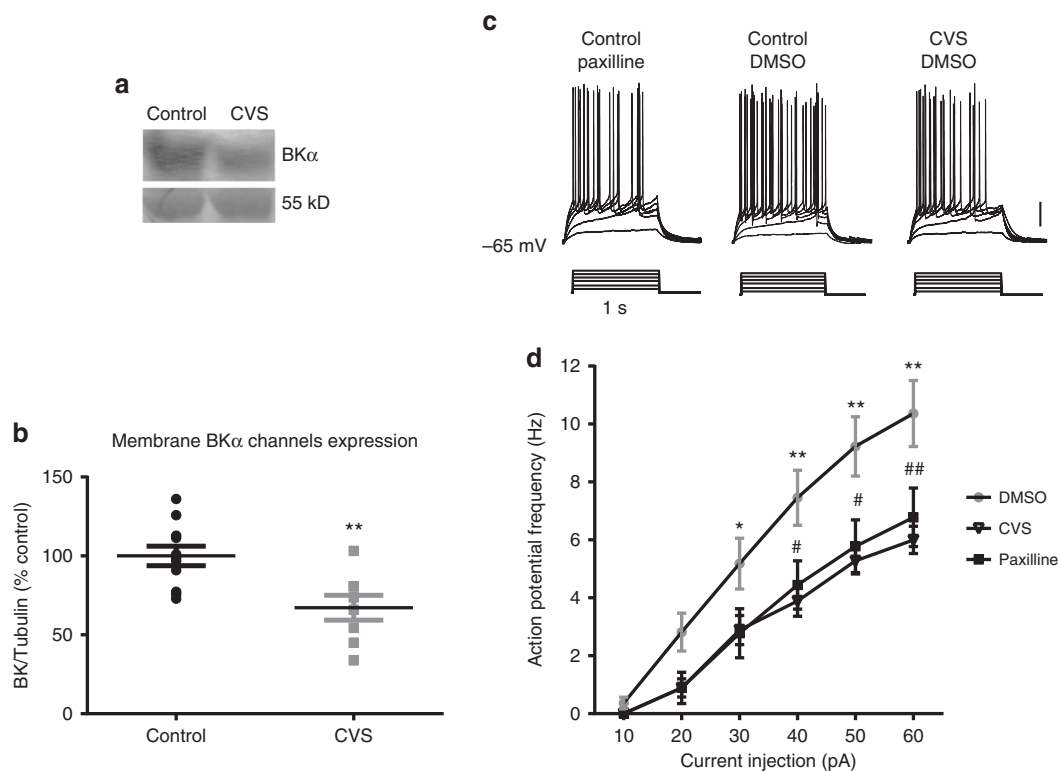 a
Control CVS
BKα
55 kD
b
Membrane BKα channels expression
BK/Tubulin (% control)
150
100
50
0
**
Control CVS
c
Control paxilline
Control DMSO
CVS DMSO
–65 mV
1 s
d
Action potential frequency (Hz)
12
10
8
6
4
2
0
* ** ** **
# # ##
10 20 30 40 50 60
Current injection (pA)
DMSO
CVS
Paxilline